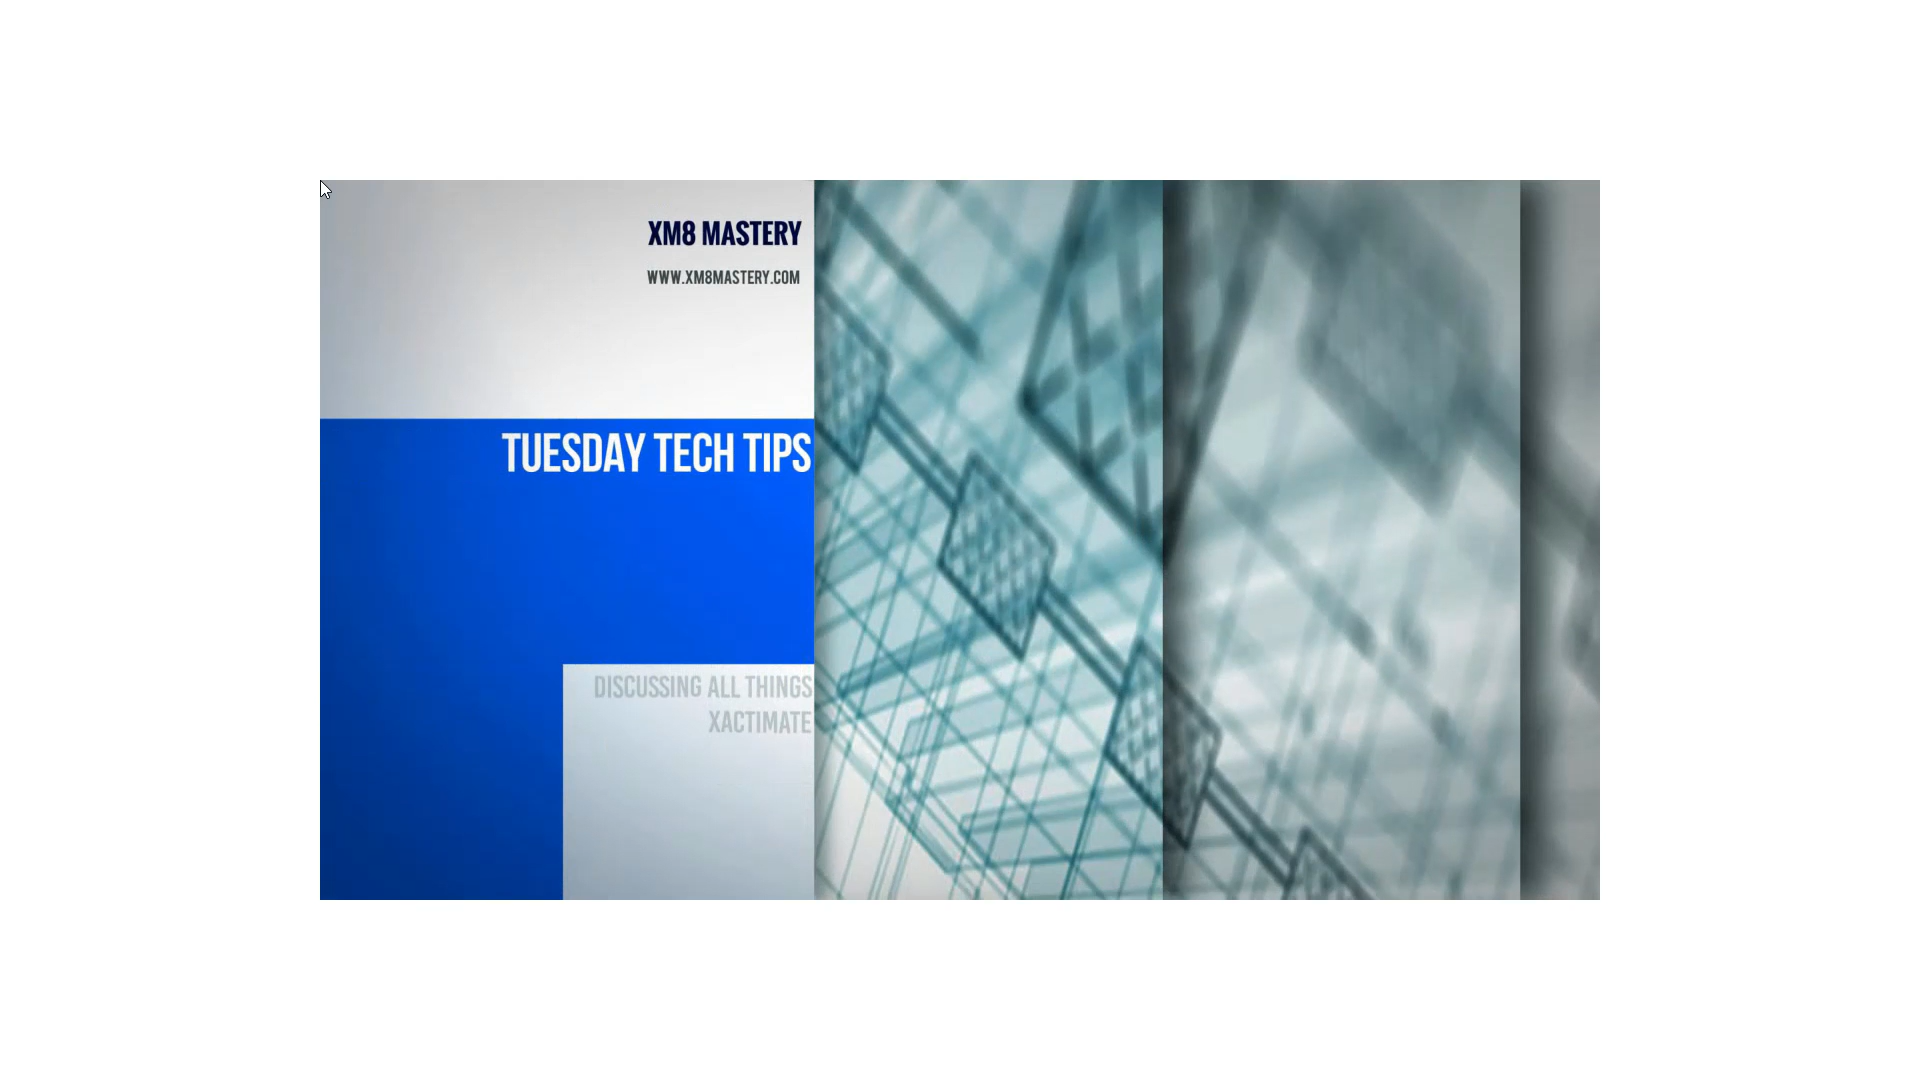 XM8 MASTERY
WWW.XM8MASTERY.COM
TUESDAY TECH TIPS
DISCUSSING ALL THINGS
XACTIMATE